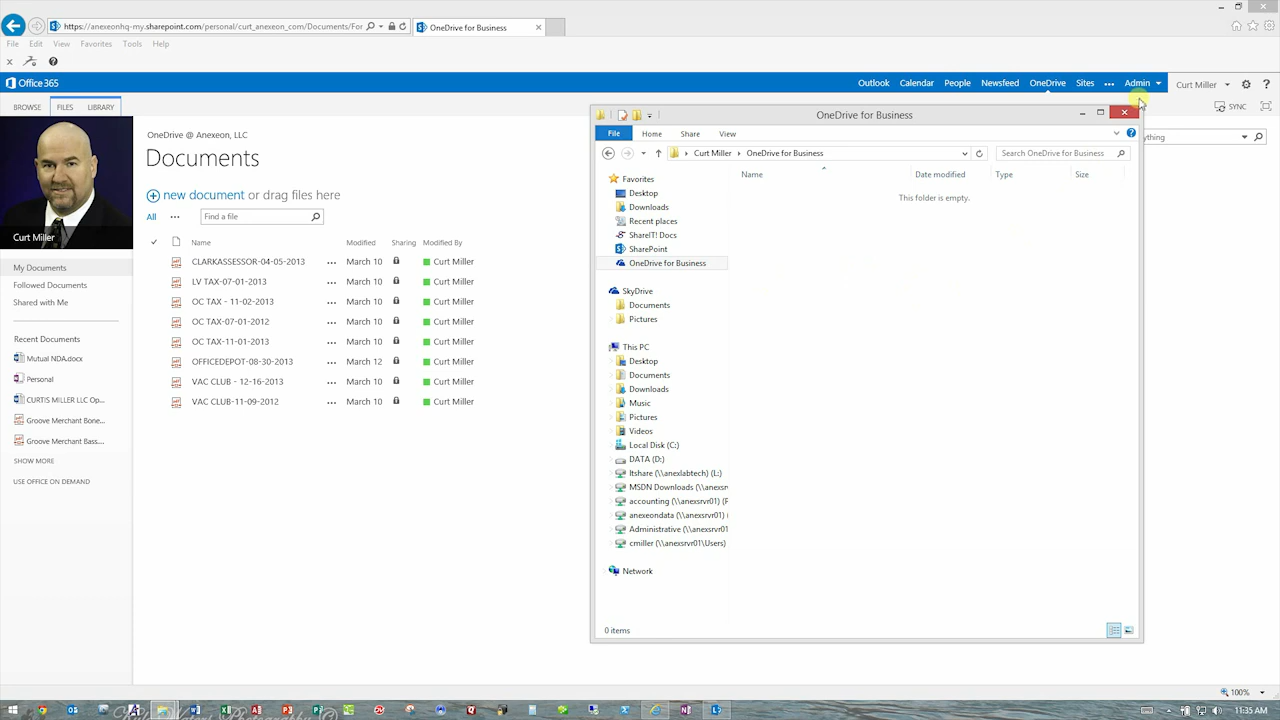 https://anexeonhq-my.sharepoint.com/personal/curt_anexeon_com/Documents/For
OneDrive for Business
File Edit View Favorites Tools Help
Office 365
Outlook Calendar People Newsfeed OneDrive Sites ... Admin Curt Miller ?
BROWSE FILES LIBRARY
SYNC
Curt Miller
My Documents
Followed Documents
Shared with Me
Recent Documents
Mutual NDA.docx
Personal
CURTIS MILLER LLC Op...
Groove Merchant Bone...
Groove Merchant Bass....
SHOW MORE
USE OFFICE ON DEMAND
OneDrive @ Anexeon, LLC
Documents
new document or drag files here
All ... Find a file
Name Modified Sharing Modified By
CLARKASSESSOR-04-05-2013 ... March 10 Curt Miller
LV TAX-07-01-2013 ... March 10 Curt Miller
OC TAX - 11-02-2013 ... March 10 Curt Miller
OC TAX-07-01-2012 ... March 10 Curt Miller
OC TAX-11-01-2013 ... March 10 Curt Miller
OFFICEDEPOT-08-30-2013 ... March 12 Curt Miller
VAC CLUB - 12-16-2013 ... March 10 Curt Miller
VAC CLUB-11-09-2012 ... March 10 Curt Miller
OneDrive for Business
File Home Share View
Curt Miller OneDrive for Business Search OneDrive for Business
ything
Name Date modified Type Size
This folder is empty.
Favorites
Desktop
Downloads
Recent places
ShareIT! Docs
SharePoint
OneDrive for Business
SkyDrive
Documents
Pictures
This PC
Desktop
Documents
Downloads
Music
Pictures
Videos
Local Disk (C:)
DATA (D:)
Itshare (\\anexlabtech) (L:)
MSDN Downloads (\\anexsr
accounting (\\anexsrvr01) (F
anexeondata (\\anexsrvr01) (
Administrative (\\anexsrvr01
cmiller (\\anexsrvr01\Users)
Network
0 items
100%
11:35 AM